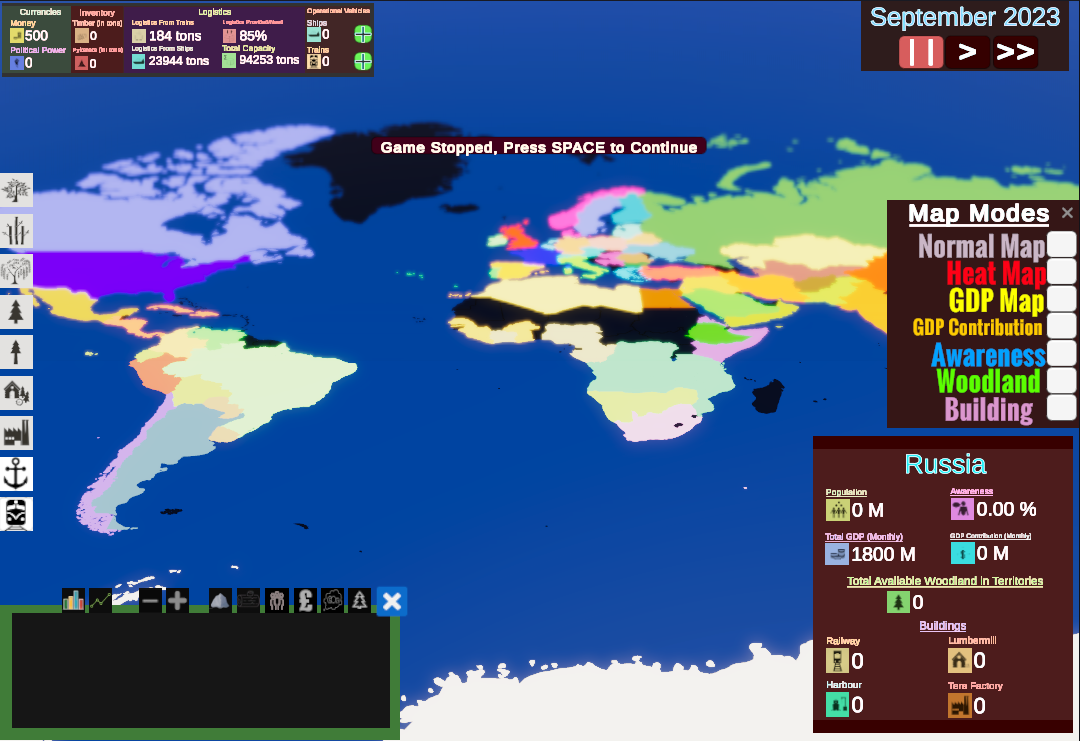 Currencies
Money
500
Political Power
0
Inventory
Timber (in tons)
0
0
Logistics
Logistics From Trains
184 tons
Logistics From Ships
23944 tons
85%
Total Capacity
94253 tons
Operational Vehicles
Ships
0
Trains
0
September 2023
> >>
Game Stopped, Press SPACE to Continue
Map Modes
Normal Map
Heat Map
GDP Map
GDP Contribution
Awareness
Woodland
Building
Russia
Population
0 M
Awareness
0.00 %
Total GDP (Monthly)
1800 M
GDP Contribution (Monthly)
0 M
Total Available Woodland in Territories
0
Buildings
Railway
0
Lumbermill
0
Harbour
0
Tera Factory
0